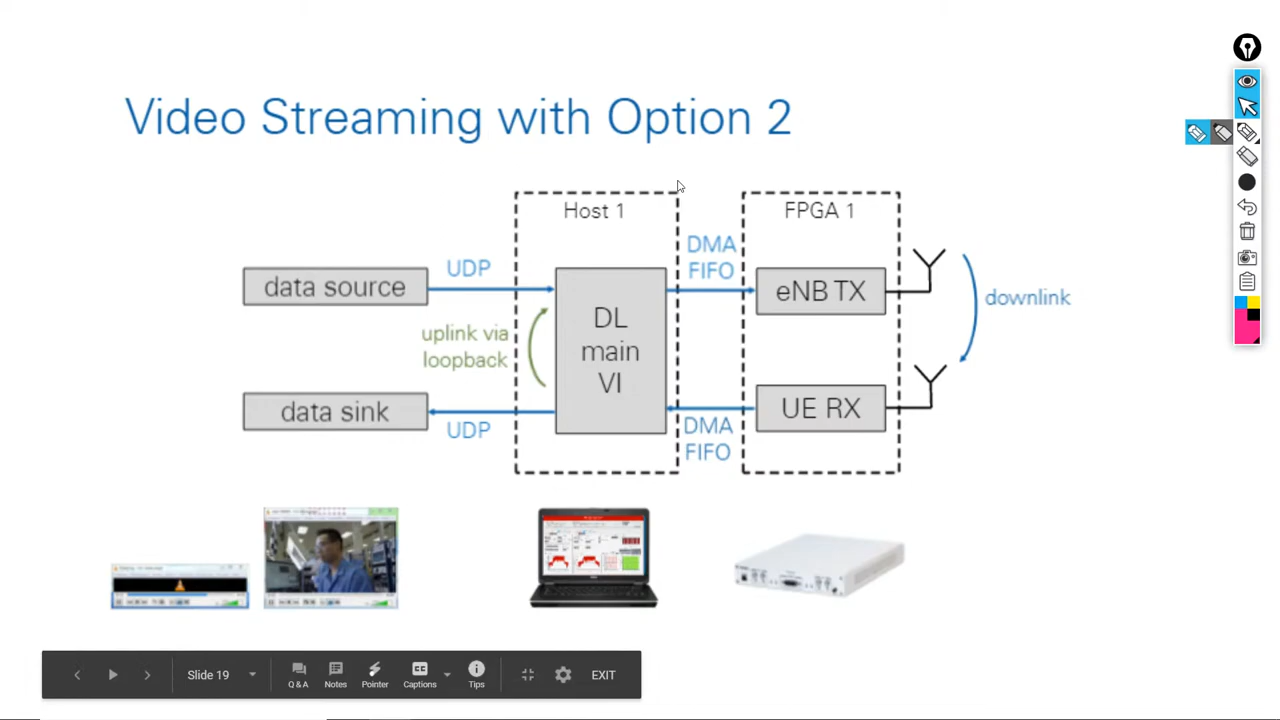 Video Streaming with Option 2
Host 1
FPGA 1
DMA
FIFO
UDP
data source
eNB TX
downlink
uplink via
loopback
DL
main
VI
data sink
UE RX
UDP
DMA
FIFO
Slide 19
Q & A
Notes
Pointer
CC
Captions
Tips
EXIT